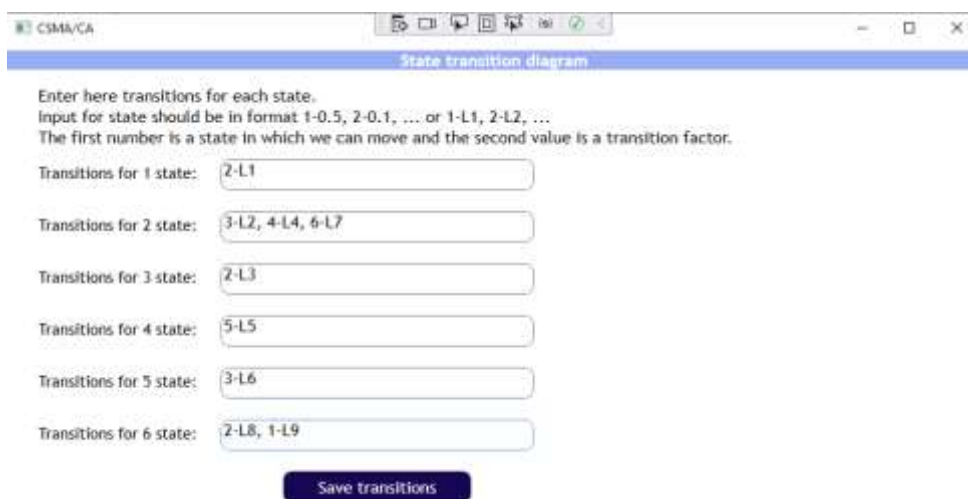 CSMA/CA
State transition diagram
Enter here transitions for each state.
Input for state should be in format 1-0.5, 2-0.1, ... or 1-L1, 2-L2, ...
The first number is a state in which we can move and the second value is a transition factor.
Transitions for 1 state: 2-L1
Transitions for 2 state: 3-L2, 4-L4, 6-L7
Transitions for 3 state: 2-L3
Transitions for 4 state: 5-L5
Transitions for 5 state: 3-L6
Transitions for 6 state: 2-L8, 1-L9
Save transitions